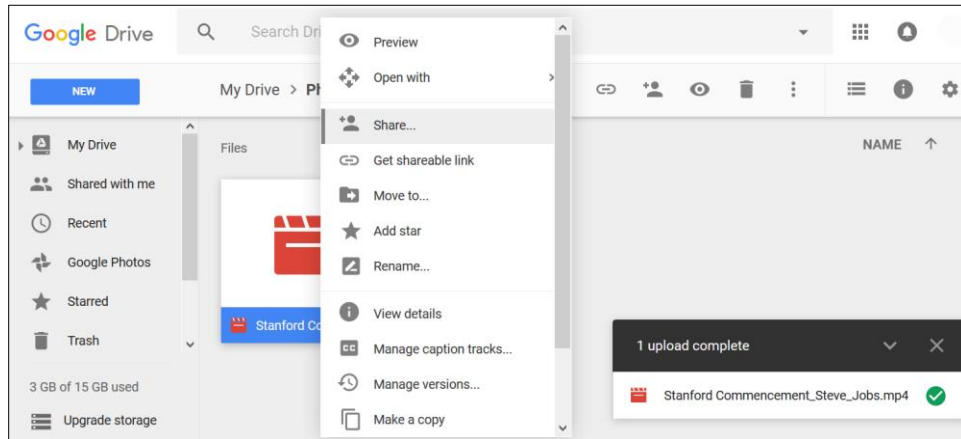 Google Drive
Search Dri
NEW
My Drive > Ph
My Drive
Shared with me
Recent
Google Photos
Starred
Trash
3 GB of 15 GB used
Upgrade storage
Files
NAME
Stanford Co
Preview
Open with
Share...
Get shareable link
Move to...
Add star
Rename...
View details
CC Manage caption tracks...
Manage versions...
Make a copy
1 upload complete
Stanford Commencement_Steve_Jobs.mp4